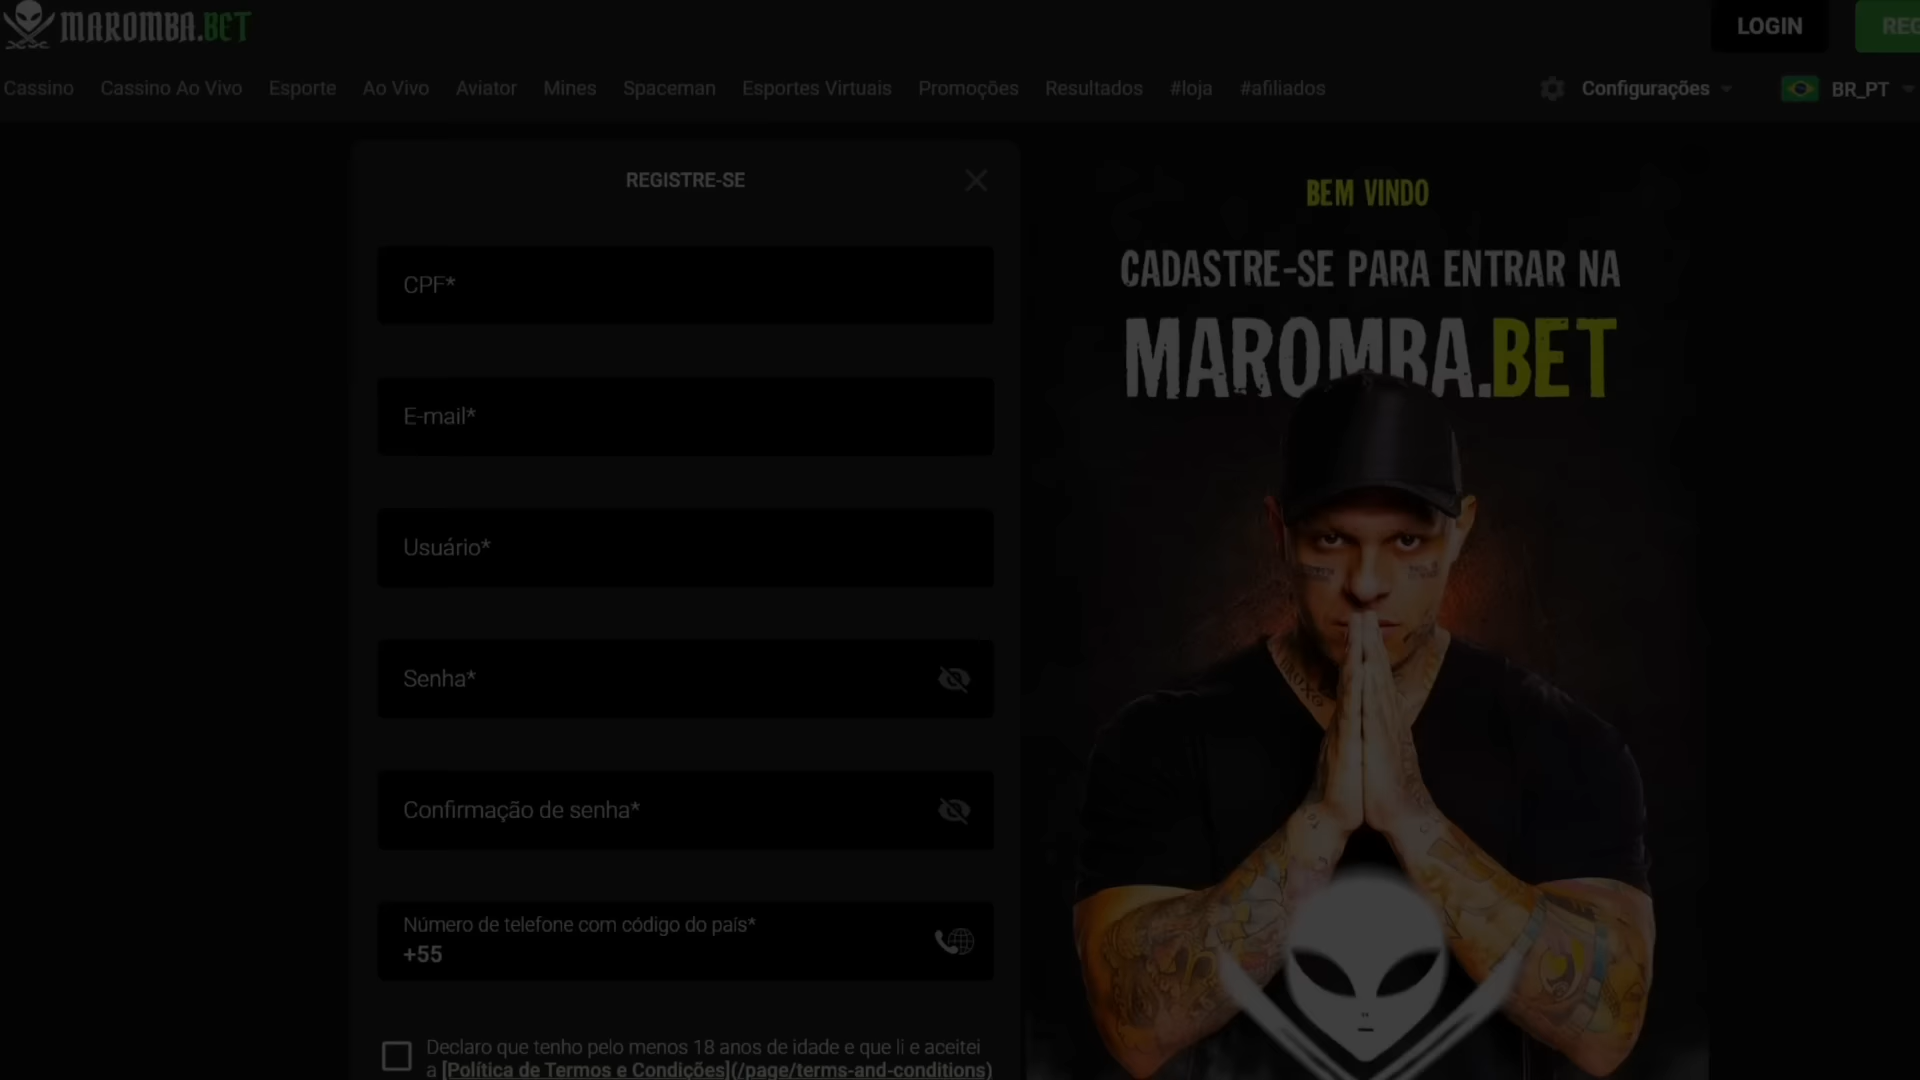 MAROMBA.BET
LOGIN
REG
Cassino Cassino Ao Vivo Esporte Ao Vivo Aviator Mines Spaceman Esportes Virtuais Promoções Resultados #loja #afiliados
Configurações
BR_PT
REGISTRE-SE
CPF*
E-mail*
Usuário*
Senha*
Confirmação de senha*
Número de telefone com código do país*
+55
Declaro que tenho pelo menos 18 anos de idade e que li e aceitei
a [Política de Termos e Condições](/page/terms-and-conditions)
BEM VINDO
CADASTRE-SE PARA ENTRAR NA
MAROMBA.BET